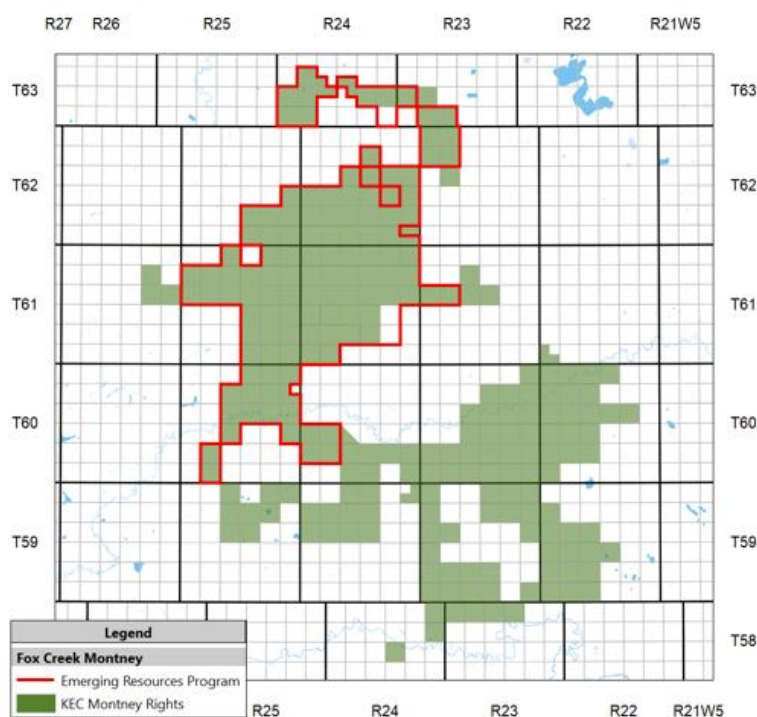 R27 R26 R25 R24 R23 R22 R21W5
T63 T63
T62 T62
T61 T61
T60 T60
T59 T59
T58
Legend
Fox Creek Montney
Emerging Resources Program
KEC Montney Rights
R25 R24 R23 R22 R21W5